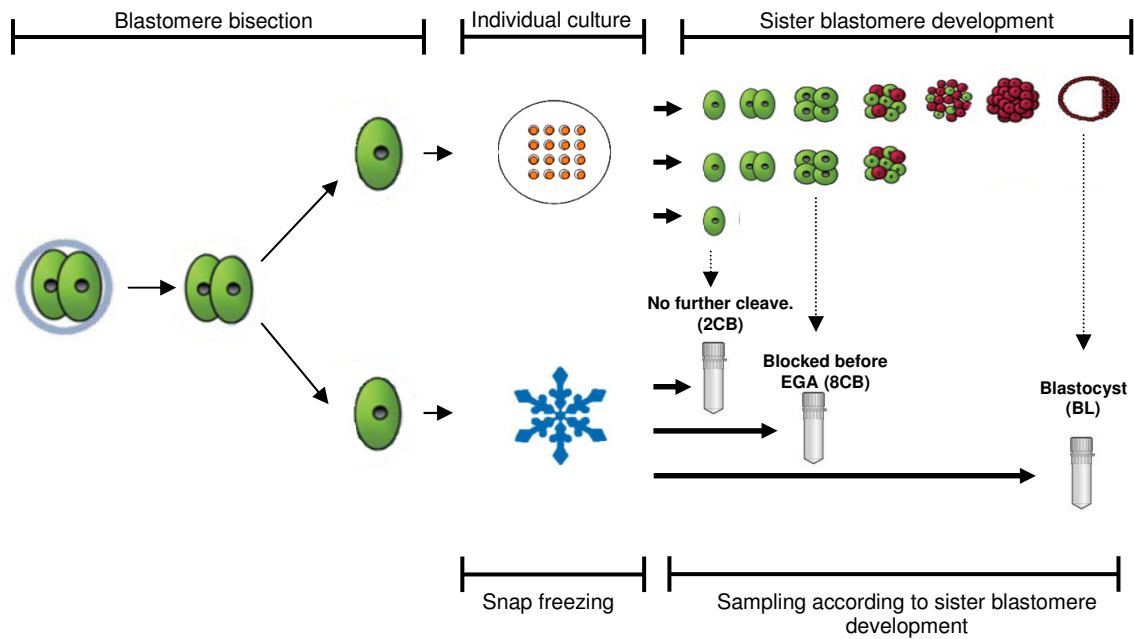 Blastomere bisection
Individual culture
Sister blastomere development
No further cleave.
(2CB)
Blocked before
EGA (8CB)
Blastocyst
(BL)
Snap freezing
Sampling according to sister blastomere
development